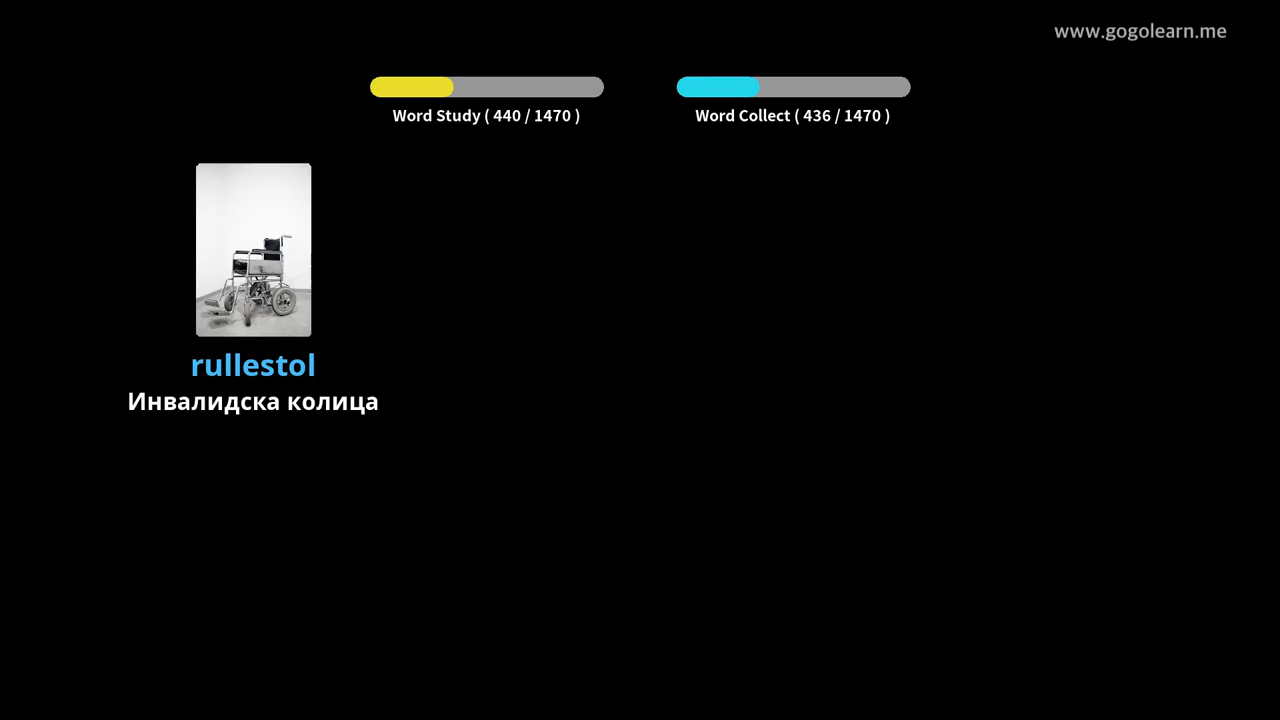 www.gogolearn.me
Word Study ( 440 / 1470 )
Word Collect ( 436 / 1470 )
rullestol
Инвалидска колица